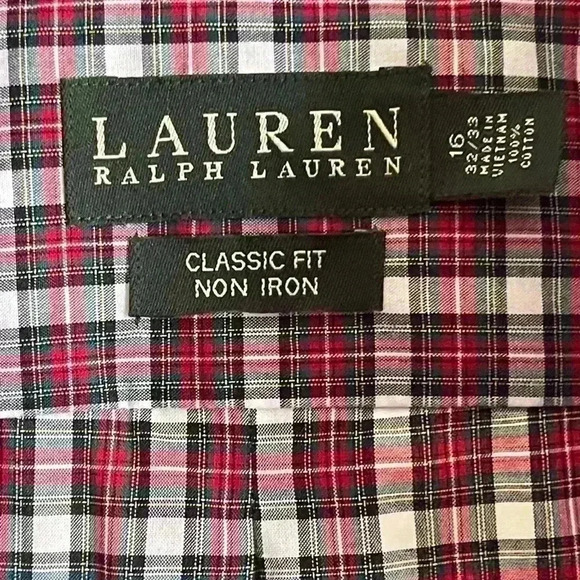 LAUREN
RALPH LAUREN
16
32/33
MADE IN
VIETNAM
100%
COTTON
CLASSIC FIT
NON IRON